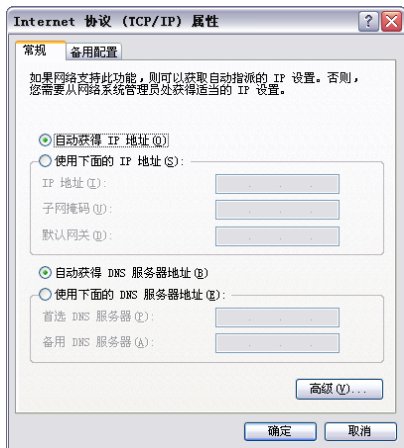 Internet 协议 (TCP/IP) 属性
常规 备用配置
如果网络支持此功能，则可以获取自动指派的 IP 设置。否则，
您需要从网络系统管理员处获得适当的 IP 设置。
自动获得 IP 地址(O)
使用下面的 IP 地址(S):
IP 地址(I):
子网掩码(U):
默认网关(D):
自动获得 DNS 服务器地址(B)
使用下面的 DNS 服务器地址(E):
首选 DNS 服务器(P):
备用 DNS 服务器(A):
高级(V)...
确定 取消